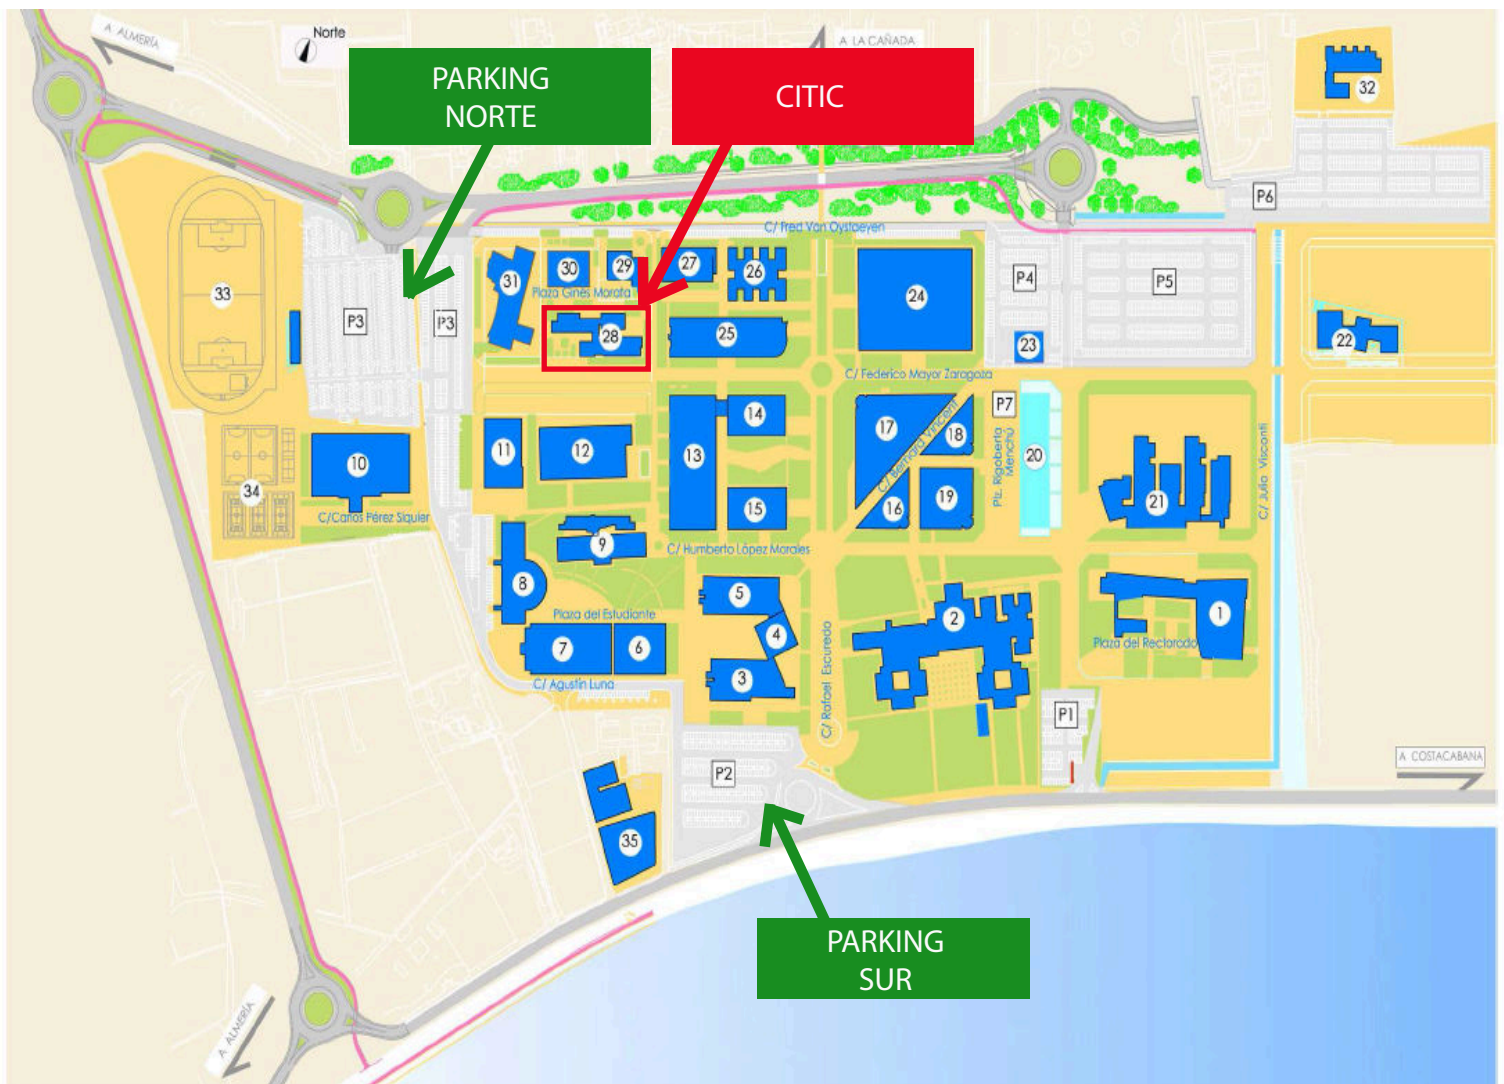 A ALMERÍA
Norte
A LA CAÑADA
PARKING
NORTE
CITIC
32
P6
C/ Fred Van Oystaeyen
31
30
29
27
26
Plaza Ginés Morata
24
P4
P5
33
P3
P3
28
25
23
22
C/ Federico Mayor Zaragoza
P7
14
17
18
C/ Bernard Vincent
11
12
13
10
34
15
16
19
Plz. Rigoberta
Menchú
20
21
C/ Julia Visconti
C/Carlos Pérez Siquier
C/ Humberto López Morales
9
8
5
4
2
1
Plaza del Estudiante
7
6
3
C/ Agustín Luna
C/ Rafael Escuredo
Plaza del Rectorado
P1
P2
A COSTACABANA
35
PARKING
SUR
A ALMERÍA